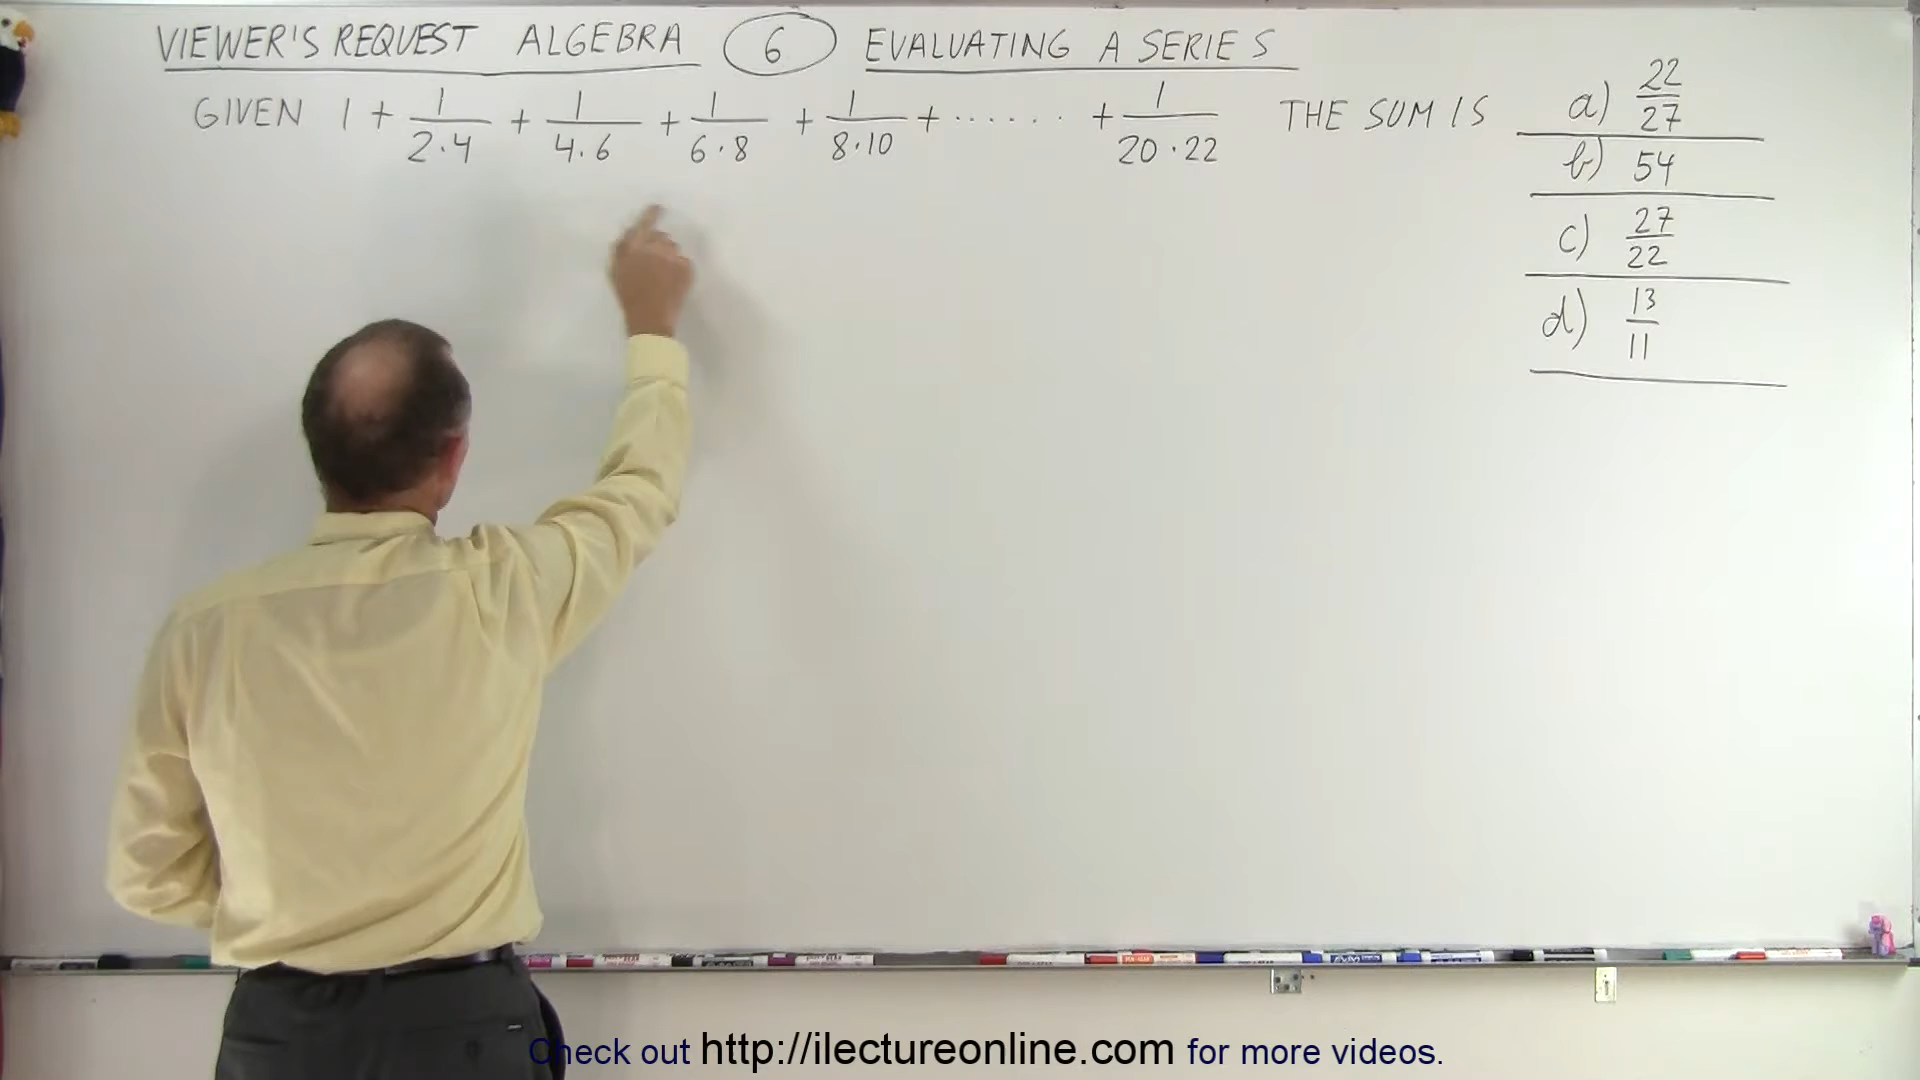 VIEWER'S REQUEST ALGEBRA 6 EVALUATING A SERIES
GIVEN 1 + 1/(2·4) + 1/(4·6) + 1/(6·8) + 1/(8·10) + ...... + 1/(20·22) THE SUM IS
a) 22/27
b) 54
c) 27/22
d) 13/11
Check out http://ilectureonline.com for more videos.